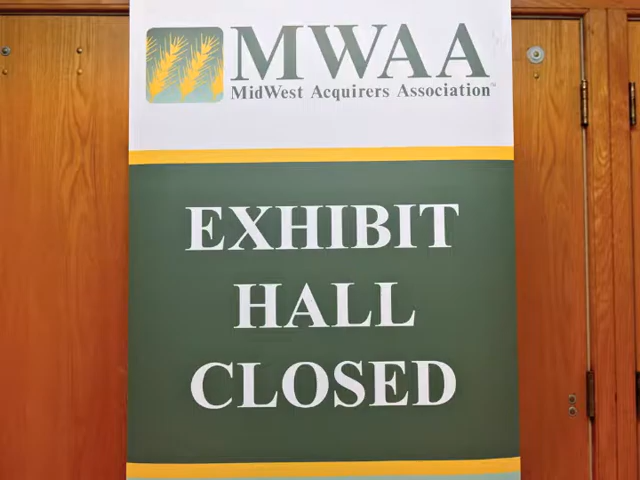 MWAA
MidWest Acquirers Association™
EXHIBIT
HALL
CLOSED